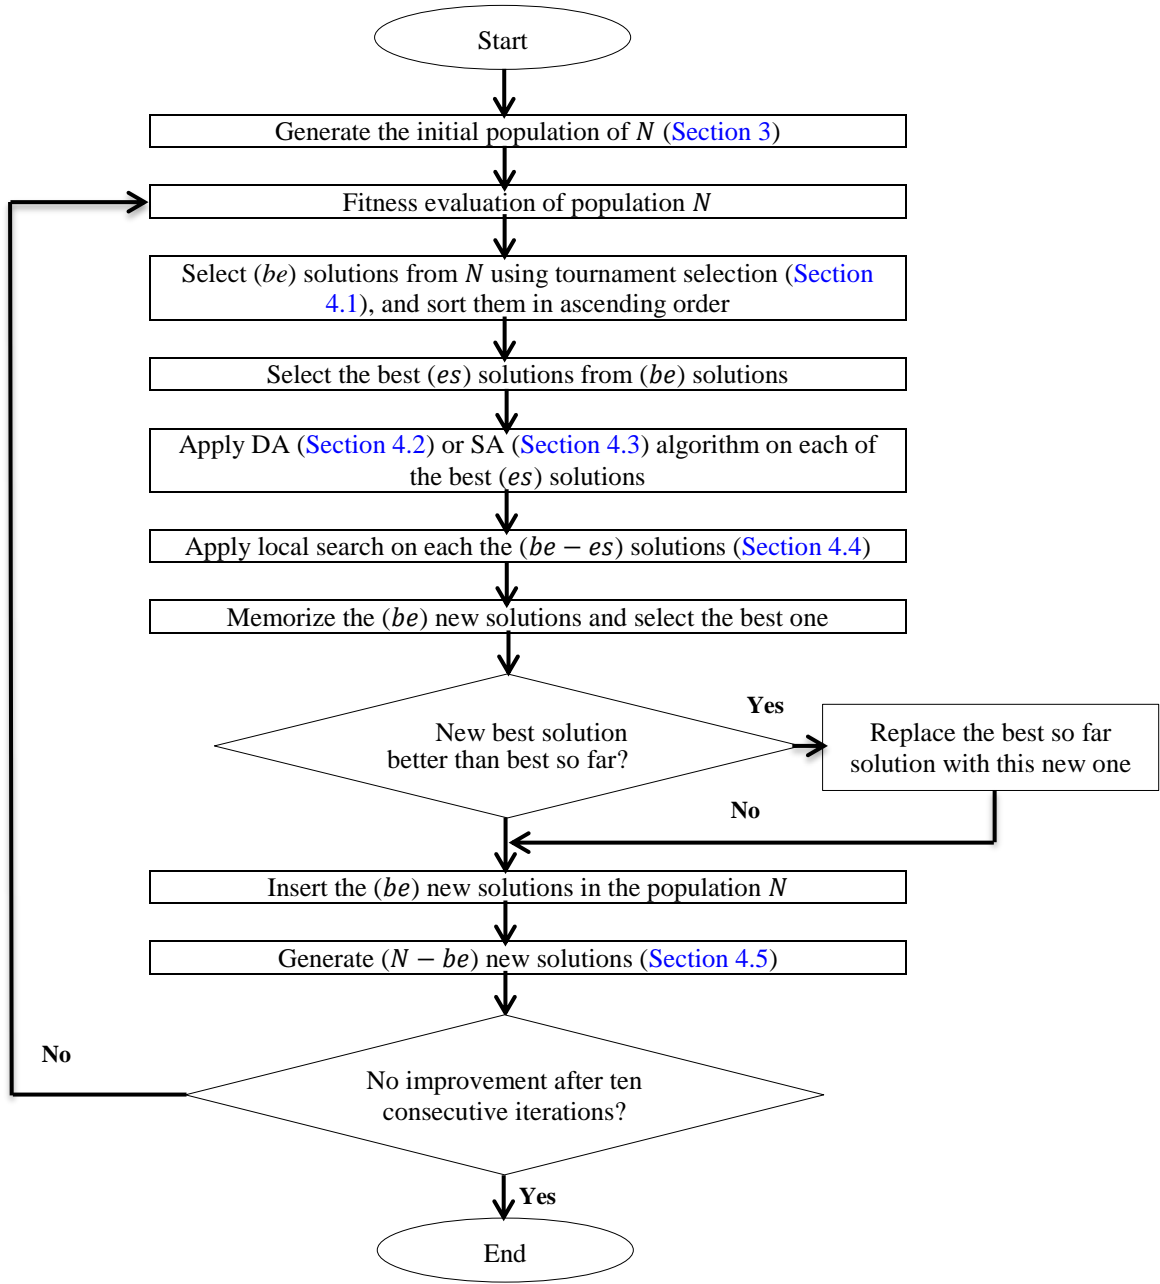 Start
Generate the initial population of N (Section 3)
Fitness evaluation of population N
Select (be) solutions from N using tournament selection (Section
4.1), and sort them in ascending order
Select the best (es) solutions from (be) solutions
Apply DA (Section 4.2) or SA (Section 4.3) algorithm on each of
the best (es) solutions
Apply local search on each the (be − es) solutions (Section 4.4)
Memorize the (be) new solutions and select the best one
Yes
New best solution
better than best so far?
Replace the best so far
solution with this new one
No
Insert the (be) new solutions in the population N
Generate (N − be) new solutions (Section 4.5)
No
No improvement after ten
consecutive iterations?
Yes
End